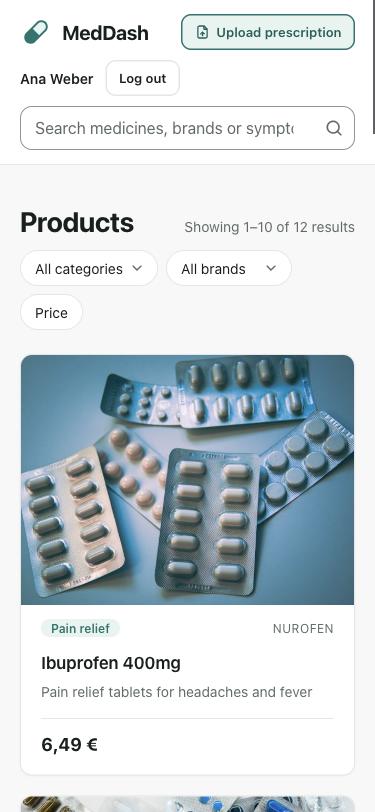 MedDash
Upload prescription
Ana Weber
Log out
Search medicines, brands or sympto
Products
Showing 1–10 of 12 results
All categories
All brands
Price
Pain relief
NUROFEN
Ibuprofen 400mg
Pain relief tablets for headaches and fever
6,49 €